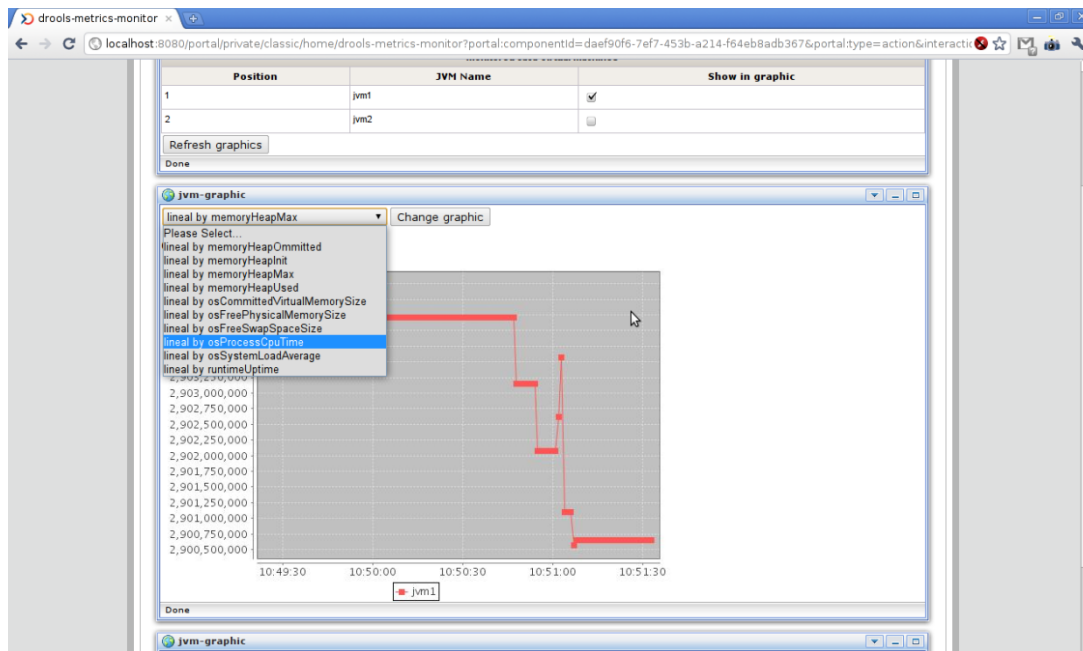 drools-metrics-monitor
localhost:8080/portal/private/classic/home/drools-metrics-monitor?portal:componentId=daef90f6-7ef7-453b-a214-f64eb8adb367&portal:type=action&interactic
Position JVM Name Show in graphic
1 jvm1
2 jvm2
Refresh graphics
Done
jvm-graphic
lineal by memoryHeapMax Change graphic
Please Select...
lineal by memoryHeapOmmitted
lineal by memoryHeapInit
lineal by memoryHeapMax
lineal by memoryHeapUsed
lineal by osCommittedVirtualMemorySize
lineal by osFreePhysicalMemorySize
lineal by osFreeSwapSpaceSize
lineal by osProcessCpuTime
lineal by osSystemLoadAverage
lineal by runtimeUptime
2,903,250,000
2,903,000,000
2,902,750,000
2,902,500,000
2,902,250,000
2,902,000,000
2,901,750,000
2,901,500,000
2,901,250,000
2,901,000,000
2,900,750,000
2,900,500,000
10:49:30 10:50:00 10:50:30 10:51:00 10:51:30
jvm1
Done
jvm-graphic